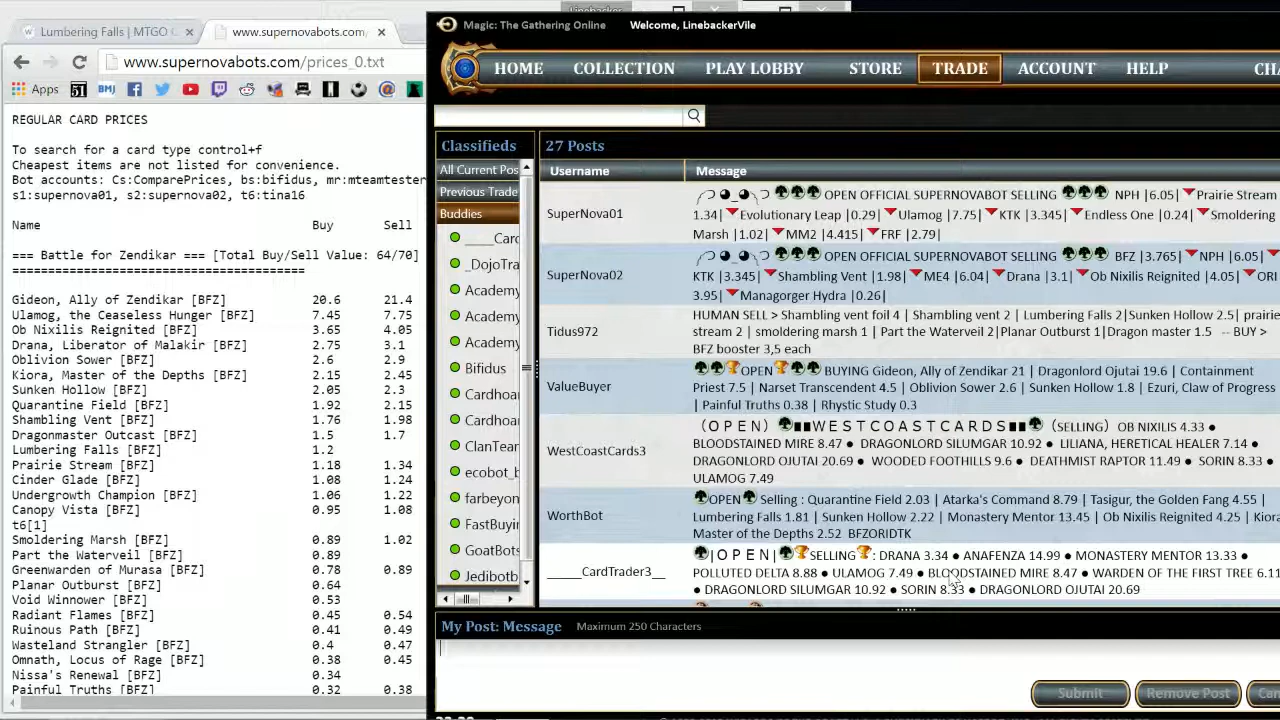 Linebacker
Lumbering Falls | MTGO C
www.supernovabots.com/
www.supernovabots.com/prices_0.txt
Apps
REGULAR CARD PRICES
To search for a card type control+f
Cheapest items are not listed for convenience.
Bot accounts: Cs:ComparePrices, bs:bifidus, mr:mteamtester
s1:supernova01, s2:supernova02, t6:tina16
Name Buy Sell
=== Battle for Zendikar === [Total Buy/Sell Value: 64/70]
=======================================
Gideon, Ally of Zendikar [BFZ] 20.6 21.4
Ulamog, the Ceaseless Hunger [BFZ] 7.45 7.75
Ob Nixilis Reignited [BFZ] 3.65 4.05
Drana, Liberator of Malakir [BFZ] 2.75 3.1
Oblivion Sower [BFZ] 2.6 2.9
Kiora, Master of the Depths [BFZ] 2.15 2.45
Sunken Hollow [BFZ] 2.05 2.3
Quarantine Field [BFZ] 1.92 2.15
Shambling Vent [BFZ] 1.76 1.98
Dragonmaster Outcast [BFZ] 1.5 1.7
Lumbering Falls [BFZ] 1.2
Prairie Stream [BFZ] 1.18 1.34
Cinder Glade [BFZ] 1.08 1.24
Undergrowth Champion [BFZ] 1.06 1.22
Canopy Vista [BFZ] 0.95 1.08
t6[1]
Smoldering Marsh [BFZ] 0.89 1.02
Part the Waterveil [BFZ] 0.89
Greenwarden of Murasa [BFZ] 0.78 0.89
Planar Outburst [BFZ] 0.64
Void Winnower [BFZ] 0.53
Radiant Flames [BFZ] 0.45 0.54
Ruinous Path [BFZ] 0.41 0.49
Wasteland Strangler [BFZ] 0.4 0.47
Omnath, Locus of Rage [BFZ] 0.38 0.45
Nissa's Renewal [BFZ] 0.34
Painful Truths [BFZ] 0.32 0.38
Magic: The Gathering Online Welcome, LinebackerVile
HOME COLLECTION PLAY LOBBY STORE TRADE ACCOUNT HELP CH
Classifieds
All Current Pos
Previous Trade
Buddies
____Card
_DojoTra
Academy
Academy
Academy
Bifidus
Cardhoa
Cardhoa
ClanTeam
ecobot_b
farbeyon
FastBuyin
GoatBots
Jedibotb
27 Posts
Username Message
SuperNova01
OPEN OFFICIAL SUPERNOVABOT SELLING NPH |6.05| Prairie Stream
1.34| Evolutionary Leap |0.29| Ulamog |7.75| KTK |3.345| Endless One |0.24| Smoldering
Marsh |1.02| MM2 |4.415| FRF |2.79|
SuperNova02
OPEN OFFICIAL SUPERNOVABOT SELLING BFZ |3.765| NPH |6.05|
KTK |3.345| Shambling Vent |1.98| ME4 |6.04| Drana |3.1| Ob Nixilis Reignited |4.05| ORI
3.95| Managorger Hydra |0.26|
Tidus972
HUMAN SELL > Shambling vent foil 4 | Shambling vent 2 | Lumbering Falls 2|Sunken Hollow 2.5| prairie
stream 2 | smoldering marsh 1 | Part the Waterveil 2|Planar Outburst 1|Dragon master 1.5 -- BUY >
BFZ booster 3,5 each
ValueBuyer
OPEN BUYING Gideon, Ally of Zendikar 21 | Dragonlord Ojutai 19.6 | Containment
Priest 7.5 | Narset Transcendent 4.5 | Oblivion Sower 2.6 | Sunken Hollow 1.8 | Ezuri, Claw of Progress
| Painful Truths 0.38 | Rhystic Study 0.3
WestCoastCards3
(OPEN) ■■WESTCOASTCARDS■■ (SELLING) OB NIXILIS 4.33 ●
BLOODSTAINED MIRE 8.47 ● DRAGONLORD SILUMGAR 10.92 ● LILIANA, HERETICAL HEALER 7.14 ●
DRAGONLORD OJUTAI 20.69 ● WOODED FOOTHILLS 9.6 ● DEATHMIST RAPTOR 11.49 ● SORIN 8.33 ●
ULAMOG 7.49
WorthBot
OPEN Selling : Quarantine Field 2.03 | Atarka's Command 8.79 | Tasigur, the Golden Fang 4.55 |
Lumbering Falls 1.81 | Sunken Hollow 2.22 | Monastery Mentor 13.45 | Ob Nixilis Reignited 4.25 | Kiora
Master of the Depths 2.52 BFZORIDTK
_____CardTrader3__
|OPEN| SELLING : DRANA 3.34 ● ANAFENZA 14.99 ● MONASTERY MENTOR 13.33 ●
POLLUTED DELTA 8.88 ● ULAMOG 7.49 ● BLOODSTAINED MIRE 8.47 ● WARDEN OF THE FIRST TREE 6.11
● DRAGONLORD SILUMGAR 10.92 ● SORIN 8.33 ● DRAGONLORD OJUTAI 20.69
My Post: Message Maximum 250 Characters
Submit Remove Post Can